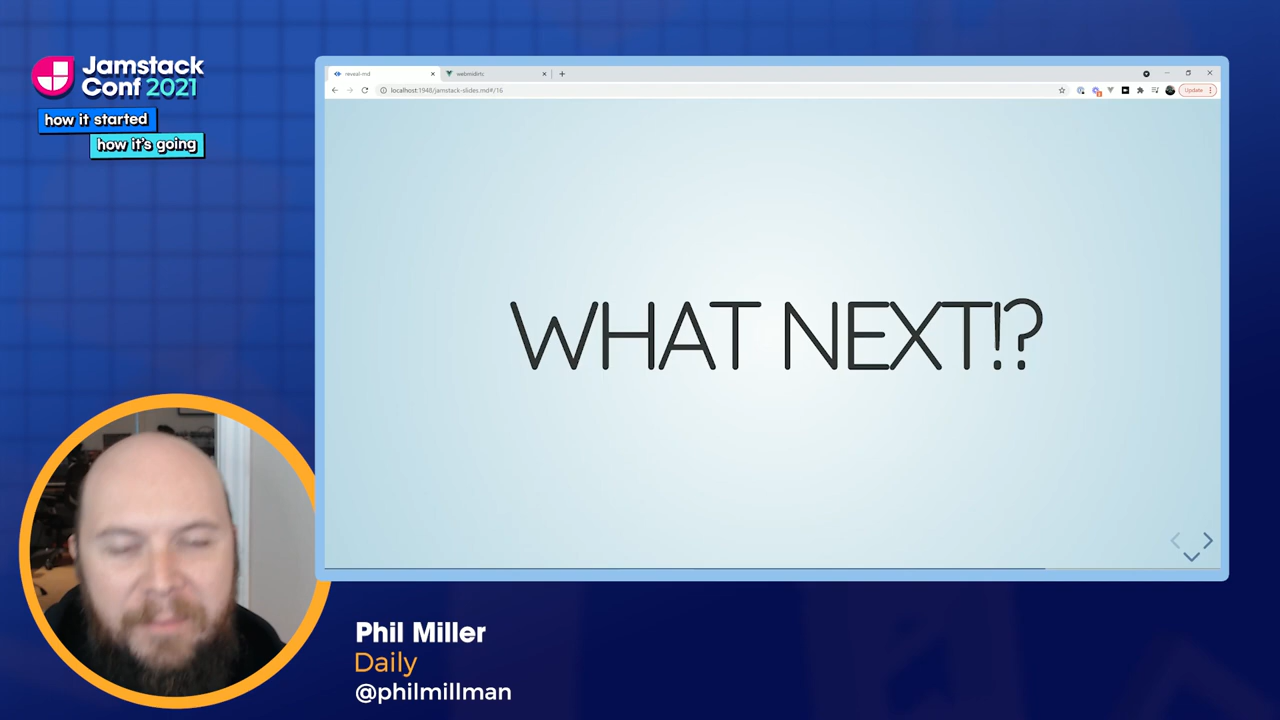 Jamstack
Conf 2021
how it started
how it's going
reveal-md
webmidirtc
localhost:1948/jamstack-slides.md#/16
Update
WHAT NEXT!?
Phil Miller
Daily
@philmillman